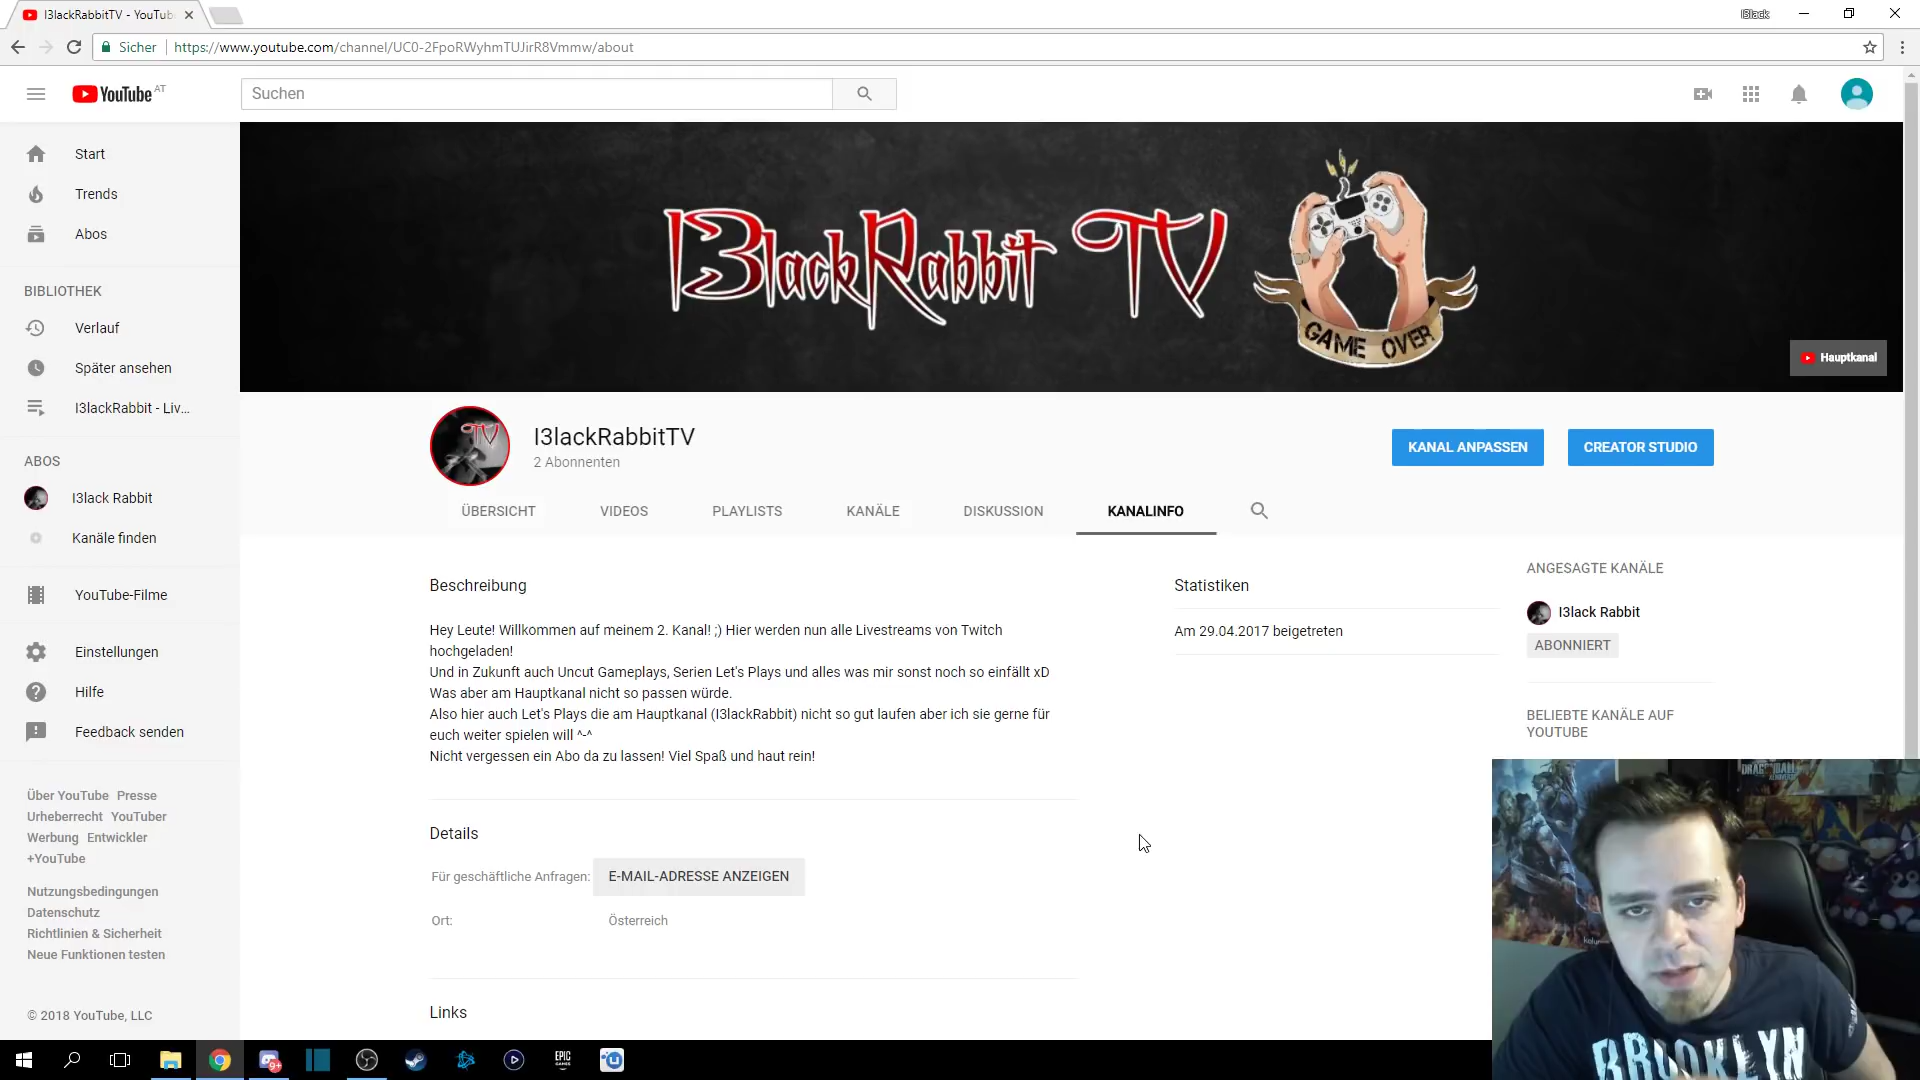 I3lackRabbitTV - YouTub
Black
Sicher
https://www.youtube.com/channel/UC0-2FpoRWyhmTUJirR8Vmmw/about
YouTube AT
Suchen
Start
Trends
Abos
BIBLIOTHEK
Verlauf
Später ansehen
I3lackRabbit - Liv...
ABOS
I3lack Rabbit
Kanäle finden
YouTube-Filme
Einstellungen
Hilfe
Feedback senden
Über YouTube Presse
Urheberrecht YouTuber
Werbung Entwickler
+YouTube
Nutzungsbedingungen
Datenschutz
Richtlinien & Sicherheit
Neue Funktionen testen
© 2018 YouTube, LLC
I3lackRabbit TV
GAME OVER
Hauptkanal
TV
I3lackRabbitTV
2 Abonnenten
KANAL ANPASSEN
CREATOR STUDIO
ÜBERSICHT
VIDEOS
PLAYLISTS
KANÄLE
DISKUSSION
KANALINFO
Beschreibung
Hey Leute! Willkommen auf meinem 2. Kanal! ;) Hier werden nun alle Livestreams von Twitch
hochgeladen!
Und in Zukunft auch Uncut Gameplays, Serien Let's Plays und alles was mir sonst noch so einfällt xD
Was aber am Hauptkanal nicht so passen würde.
Also hier auch Let's Plays die am Hauptkanal (I3lackRabbit) nicht so gut laufen aber ich sie gerne für
euch weiter spielen will ^-^
Nicht vergessen ein Abo da zu lassen! Viel Spaß und haut rein!
Details
Für geschäftliche Anfragen:
E-MAIL-ADRESSE ANZEIGEN
Ort:
Österreich
Links
Statistiken
Am 29.04.2017 beigetreten
ANGESAGTE KANÄLE
I3lack Rabbit
ABONNIERT
BELIEBTE KANÄLE AUF
YOUTUBE
BROOKLYN
9+
EPIC
GAMES